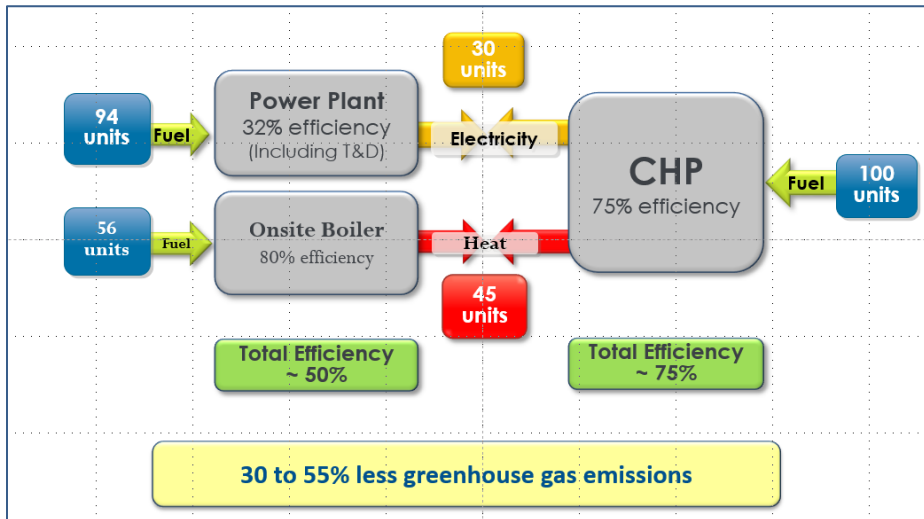 30
units
94
units
Fuel
Power Plant
32% efficiency
(Including T&D)
Electricity
CHP
75% efficiency
Fuel
100
units
56
units
Fuel
Onsite Boiler
80% efficiency
Heat
45
units
Total Efficiency
~ 50%
Total Efficiency
~ 75%
30 to 55% less greenhouse gas emissions